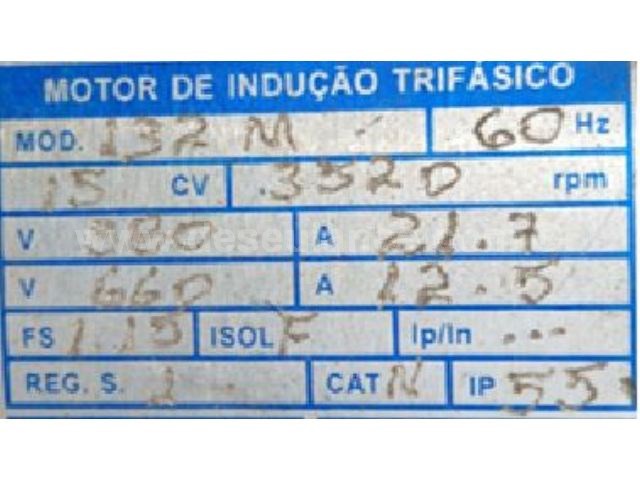 MOTOR DE INDUÇÃO TRIFÁSICO
MOD. 132 M 60 Hz
15 CV 3520 rpm
V 380 A 21.7
V 660 A 12.5
FS 1.15 ISOL F Ip/In ---
REG. S. 1 CAT N IP 55